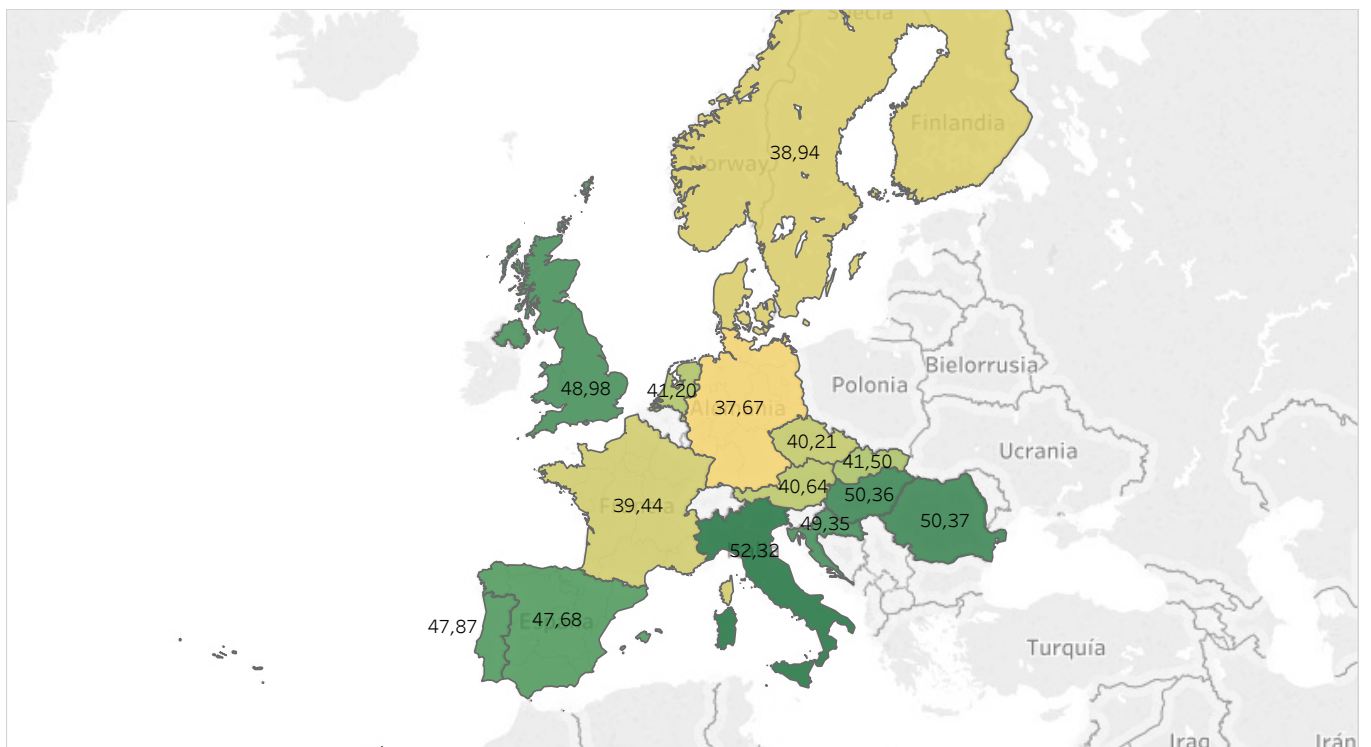 Suecia
Finlandia
Norway
38,94
48,98
41,20
Alemania
37,67
Polonia
Bielorrusia
40,21
41,50
Ucrania
40,64
50,36
39,44
Francia
49,35
50,37
52,32
47,87
España
47,68
Turquía
Iraq
Irán